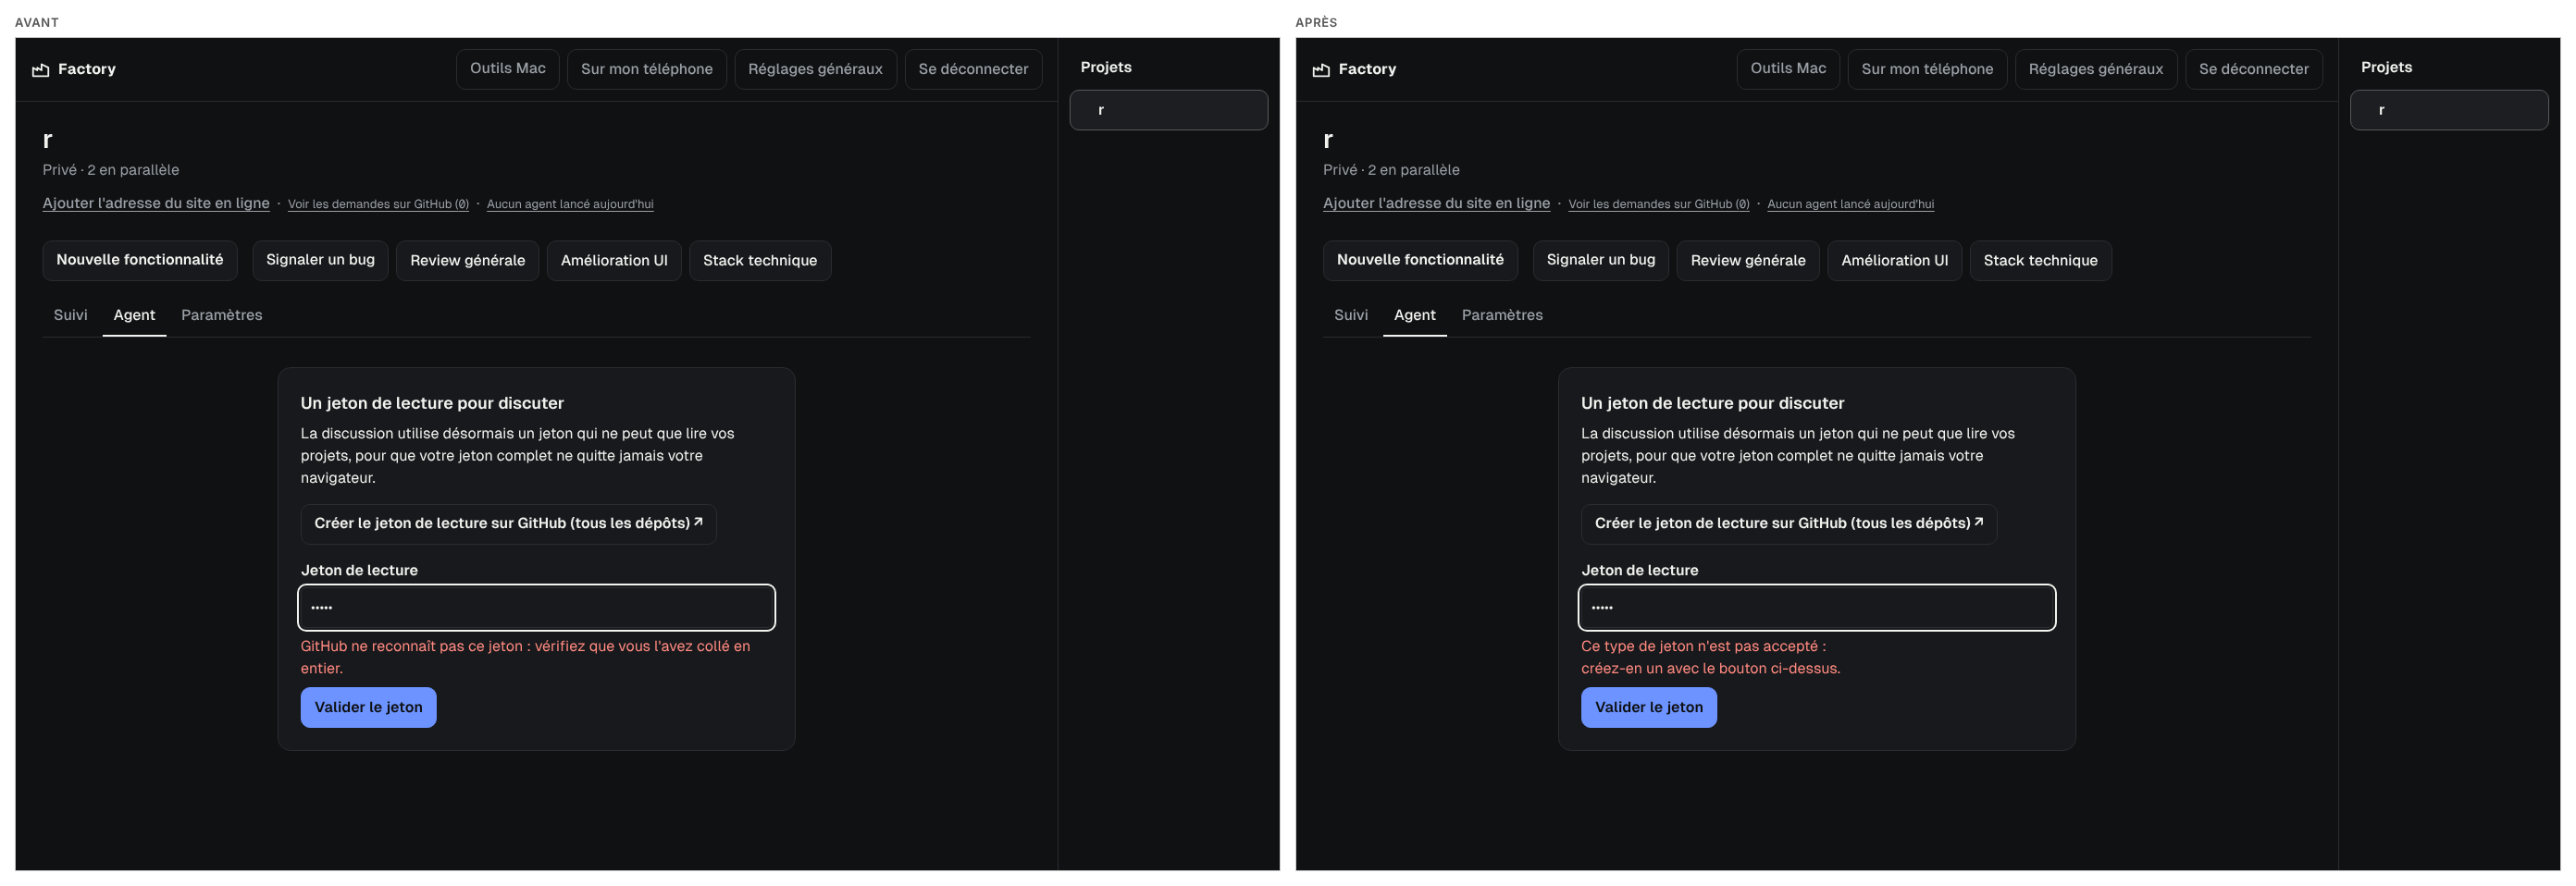 AVANT
Factory
Outils Mac
Sur mon téléphone
Réglages généraux
Se déconnecter
Projets
r
r
Privé · 2 en parallèle
Ajouter l'adresse du site en ligne · Voir les demandes sur GitHub (0) · Aucun agent lancé aujourd'hui
Nouvelle fonctionnalité
Signaler un bug
Review générale
Amélioration UI
Stack technique
Suivi
Agent
Paramètres
Un jeton de lecture pour discuter
La discussion utilise désormais un jeton qui ne peut que lire vos
projets, pour que votre jeton complet ne quitte jamais votre
navigateur.
Créer le jeton de lecture sur GitHub (tous les dépôts) ↗
Jeton de lecture
•••••
GitHub ne reconnaît pas ce jeton : vérifiez que vous l'avez collé en
entier.
Valider le jeton
APRÈS
Factory
Outils Mac
Sur mon téléphone
Réglages généraux
Se déconnecter
Projets
r
r
Privé · 2 en parallèle
Ajouter l'adresse du site en ligne · Voir les demandes sur GitHub (0) · Aucun agent lancé aujourd'hui
Nouvelle fonctionnalité
Signaler un bug
Review générale
Amélioration UI
Stack technique
Suivi
Agent
Paramètres
Un jeton de lecture pour discuter
La discussion utilise désormais un jeton qui ne peut que lire vos
projets, pour que votre jeton complet ne quitte jamais votre
navigateur.
Créer le jeton de lecture sur GitHub (tous les dépôts) ↗
Jeton de lecture
•••••
Ce type de jeton n'est pas accepté :
créez-en un avec le bouton ci-dessus.
Valider le jeton